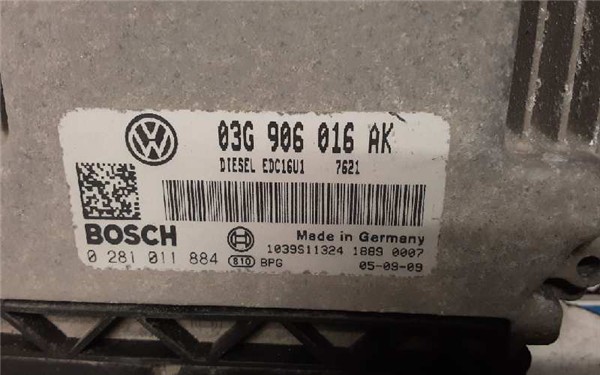 03G 906 016 AK
DIESEL EDC16U1 7621
BOSCH
Made in Germany
1039S11324 1889 0007
0 281 011 884 810 BPG 05-09-09